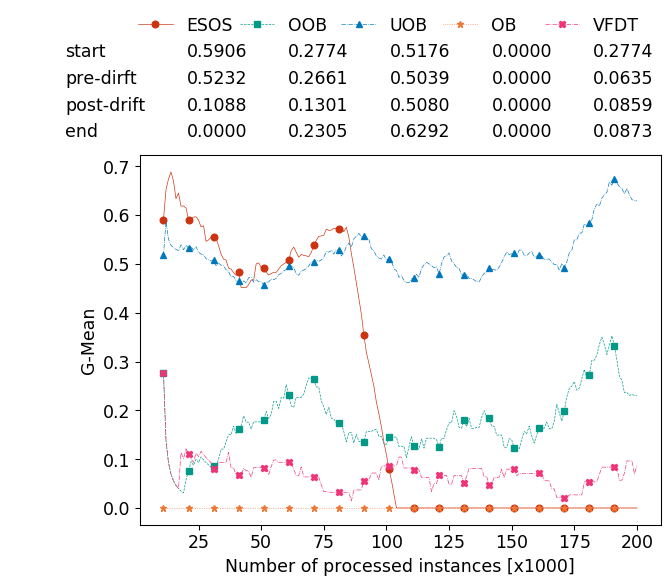 ESOS OOB UOB OB VFDT
start 0.5906 0.2774 0.5176 0.0000 0.2774
pre-dirft 0.5232 0.2661 0.5039 0.0000 0.0635
post-drift 0.1088 0.1301 0.5080 0.0000 0.0859
end 0.0000 0.2305 0.6292 0.0000 0.0873
0.7
0.6
0.5
0.4
0.3
0.2
0.1
0.0
G-Mean
25 50 75 100 125 150 175 200
Number of processed instances [x1000]